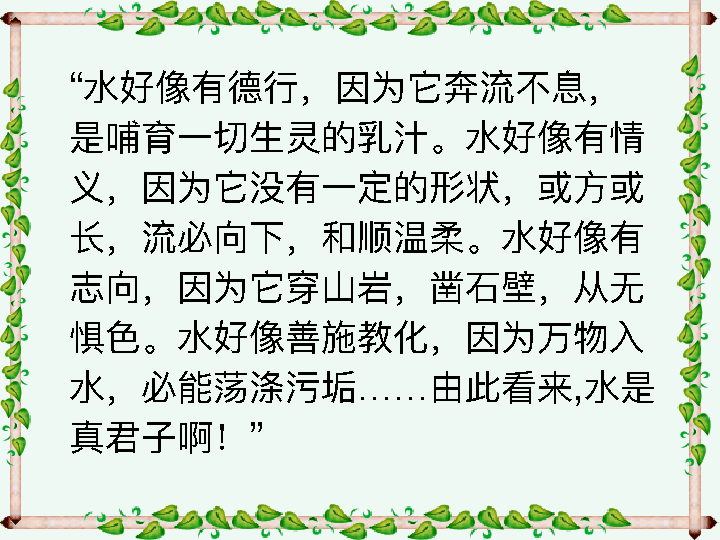 “水好像有德行，因为它奔流不息，
是哺育一切生灵的乳汁。水好像有情
义，因为它没有一定的形状，或方或
长，流必向下，和顺温柔。水好像有
志向，因为它穿山岩，凿石壁，从无
惧色。水好像善施教化，因为万物入
水，必能荡涤污垢……由此看来,水是
真君子啊！”